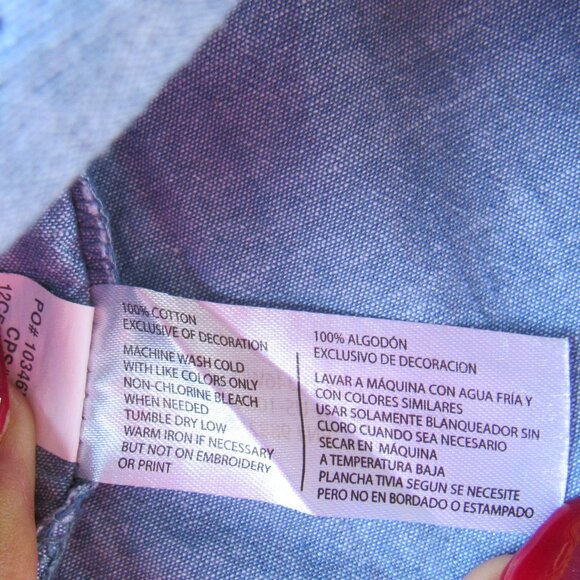 PO# 10346
100% COTTON
EXCLUSIVE OF DECORATION
MACHINE WASH COLD
WITH LIKE COLORS ONLY
NON-CHLORINE BLEACH
WHEN NEEDED
TUMBLE DRY LOW
WARM IRON IF NECESSARY
BUT NOT ON EMBROIDERY
OR PRINT
100% ALGODÓN
EXCLUSIVO DE DECORACION
LAVAR A MÁQUINA CON AGUA FRÍA Y
CON COLORES SIMILARES
USAR SOLAMENTE BLANQUEADOR SIN
CLORO CUANDO SEA NECESARIO
SECAR EN MÁQUINA
A TEMPERATURA BAJA
PLANCHA TIVIA SEGUN SE NECESITE
PERO NO EN BORDADO O ESTAMPADO